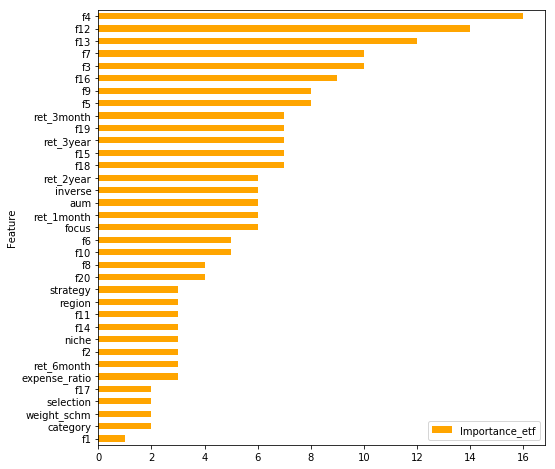 Feature
f4
f12
f13
f7
f3
f16
f9
f5
ret_3month
f19
ret_3year
f15
f18
ret_2year
inverse
aum
ret_1month
focus
f6
f10
f8
f20
strategy
region
f11
f14
niche
f2
ret_6month
expense_ratio
f17
selection
weight_schm
category
f1
0 2 4 6 8 10 12 14 16
Importance_etf